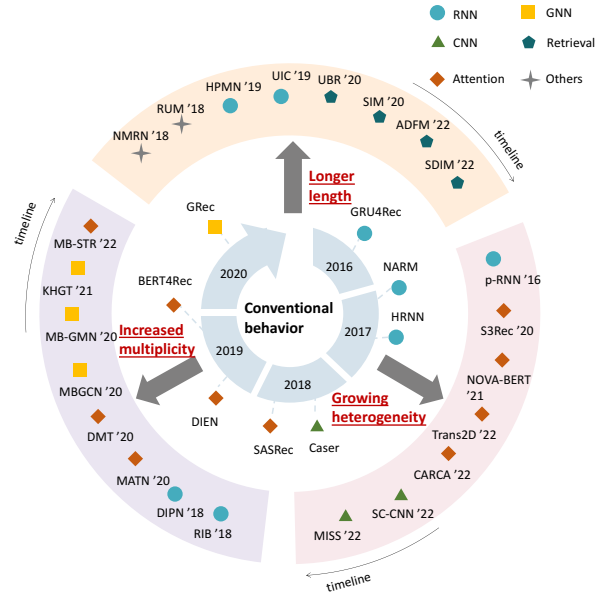 RNN
GNN
CNN
Retrieval
Attention
Others
NMRN ’18
RUM ’18
HPMN ’19
UIC ’19
UBR ’20
SIM ’20
ADFM ’22
SDIM ’22
timeline
Longer
length
GRec
GRU4Rec
BERT4Rec
NARM
HRNN
DIEN
SASRec
Caser
2016
2017
2018
2019
2020
Conventional
behavior
Increased
multiplicity
Growing
heterogeneity
timeline
MB-STR ’22
KHGT ’21
MB-GMN ’20
MBGCN ’20
DMT ’20
MATN ’20
DIPN ’18
RIB ’18
p-RNN ’16
S3Rec ’20
NOVA-BERT
’21
Trans2D ’22
CARCA ’22
SC-CNN ’22
MISS ’22
timeline